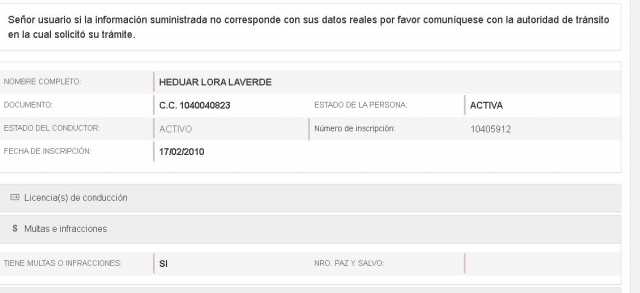 Señor usuario si la información suministrada no corresponde con sus datos reales por favor comuníquese con la autoridad de tránsito
en la cual solicitó su trámite.
NOMBRE COMPLETO: HEDUAR LORA LAVERDE
DOCUMENTO: C.C. 1040040823 ESTADO DE LA PERSONA: ACTIVA
ESTADO DEL CONDUCTOR: ACTIVO Número de inscripción: 10405912
FECHA DE INSCRIPCIÓN: 17/02/2010
Licencia(s) de conducción
$ Multas e infracciones
TIENE MULTAS O INFRACCIONES: SI NRO. PAZ Y SALVO: